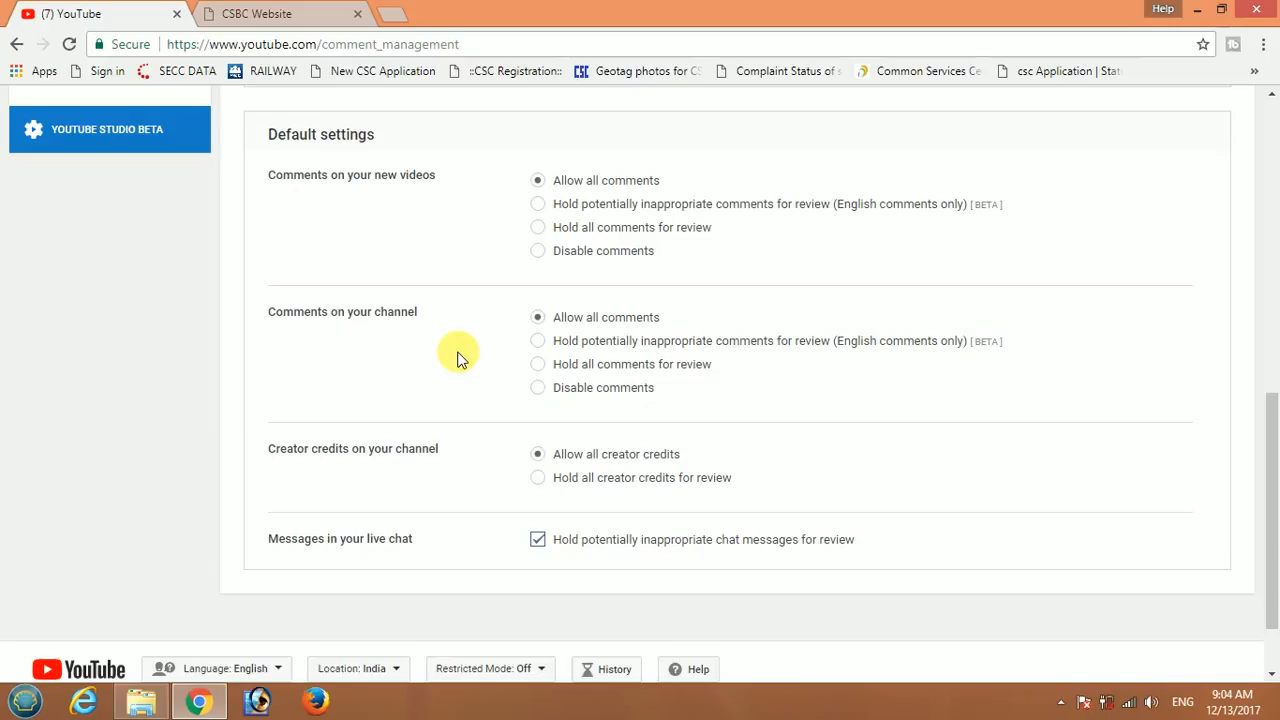 (7) YouTube
CSBC Website
Help
Secure
https://www.youtube.com/comment_management
Apps
Sign in
SECC DATA
RAILWAY
New CSC Application
::CSC Registration::
Geotag photos for CS
Complaint Status of s
Common Services Ce
csc Application | Stat
»
YOUTUBE STUDIO BETA
Default settings
Comments on your new videos
Allow all comments
Hold potentially inappropriate comments for review (English comments only) [BETA]
Hold all comments for review
Disable comments
Comments on your channel
Allow all comments
Hold potentially inappropriate comments for review (English comments only) [BETA]
Hold all comments for review
Disable comments
Creator credits on your channel
Allow all creator credits
Hold all creator credits for review
Messages in your live chat
Hold potentially inappropriate chat messages for review
YouTube
Language: English
Location: India
Restricted Mode: Off
History
Help
ENG
9:04 AM
12/13/2017